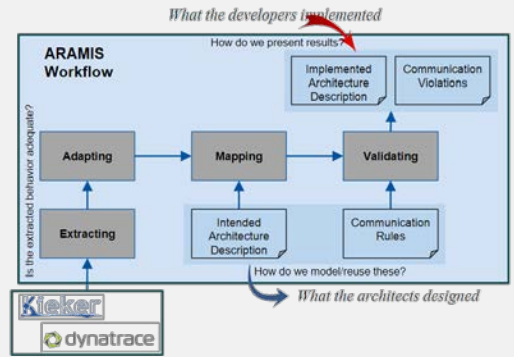 What the developers implemented
How do we present results?
ARAMIS
Workflow
Implemented
Architecture
Description
Communication
Violations
Is the extracted behavior adequate?
Adapting
Mapping
Validating
Extracting
Intended
Architecture
Description
Communication
Rules
How do we model/reuse these?
What the architects designed
Kieker
dynatrace